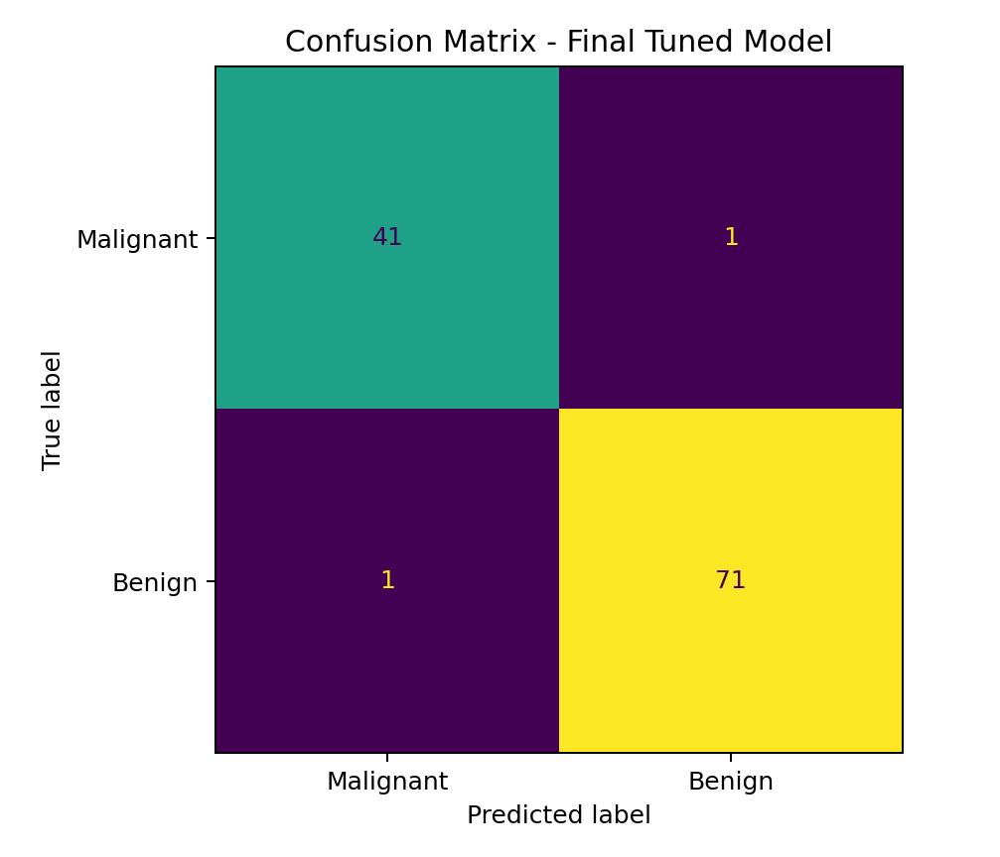 Confusion Matrix - Final Tuned Model
Malignant
41
1
True label
Benign
1
71
Malignant
Benign
Predicted label